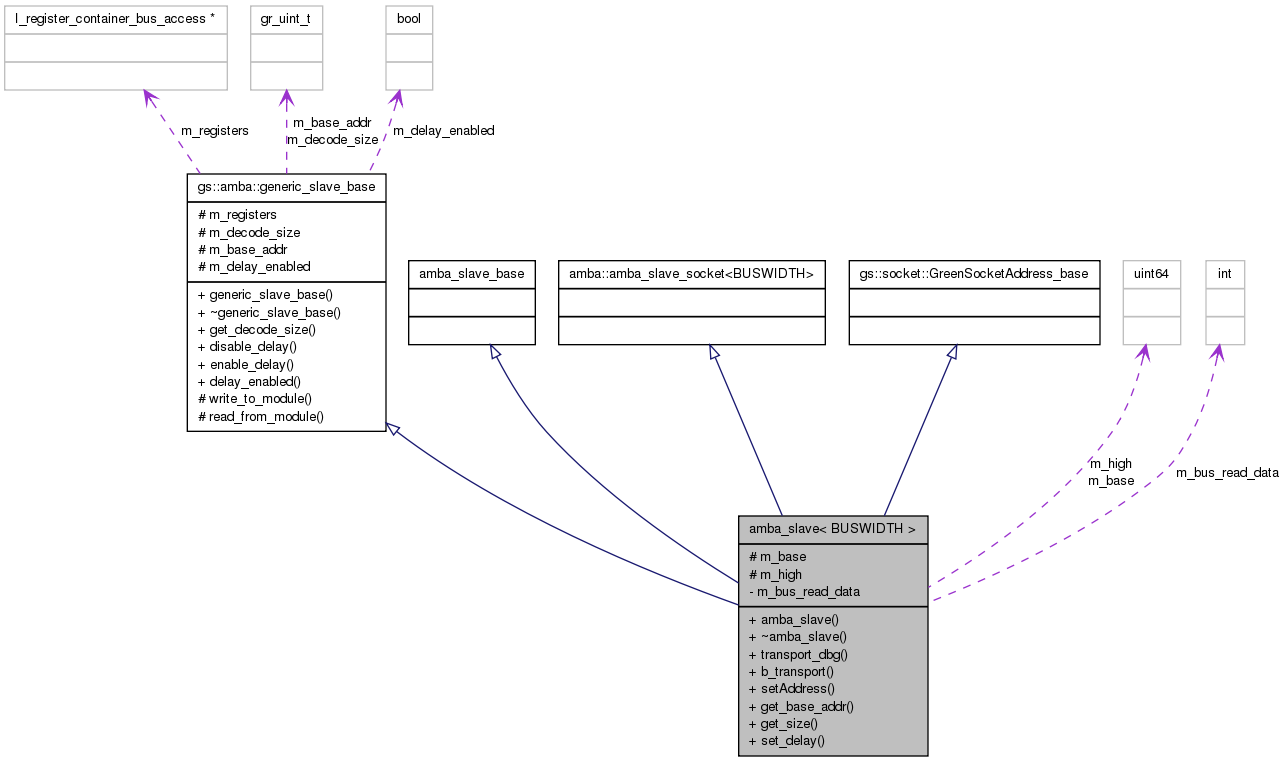 I_register_container_bus_access *
gr_uint_t
bool
m_registers
m_base_addr
m_decode_size
m_delay_enabled
gs::amba::generic_slave_base
# m_registers
# m_decode_size
# m_base_addr
# m_delay_enabled
+ generic_slave_base()
+ ~generic_slave_base()
+ get_decode_size()
+ disable_delay()
+ enable_delay()
+ delay_enabled()
# write_to_module()
# read_from_module()
amba_slave_base
amba::amba_slave_socket<BUSWIDTH>
gs::socket::GreenSocketAddress_base
uint64
int
m_high
m_base
m_bus_read_data
amba_slave< BUSWIDTH >
# m_base
# m_high
- m_bus_read_data
+ amba_slave()
+ ~amba_slave()
+ transport_dbg()
+ b_transport()
+ setAddress()
+ get_base_addr()
+ get_size()
+ set_delay()